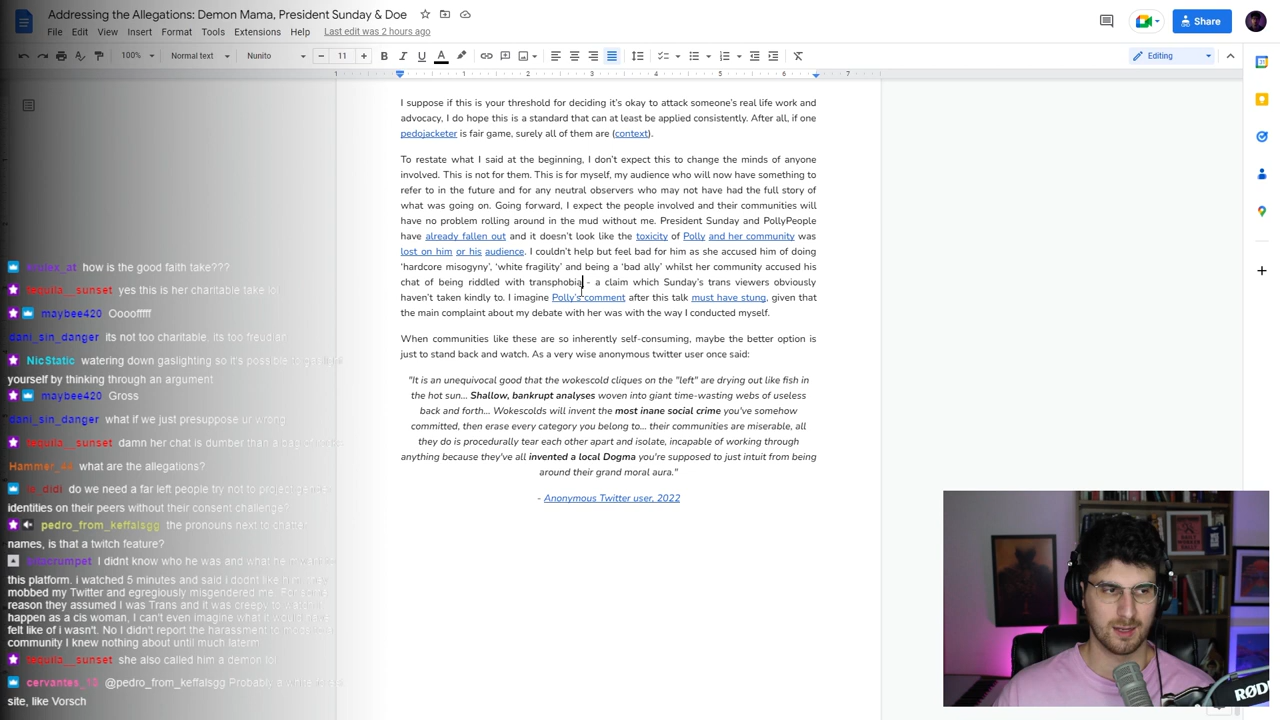 Addressing the Allegations: Demon Mama, President Sunday & Doe
File Edit View Insert Format Tools Extensions Help Last edit was 2 hours ago
Share
100% Normal text Nunito 11 Editing
1 1 2 3 4 5 6 7
I suppose if this is your threshold for deciding it's okay to attack someone's real life work and
advocacy, I do hope this is a standard that can at least be applied consistently. After all, if one
pedojacketer is fair game, surely all of them are (context).
To restate what I said at the beginning, I don't expect this to change the minds of anyone
involved. This is not for them. This is for myself, my audience who will now have something to
refer to in the future and for any neutral observers who may not have had the full story of
what was going on. Going forward, I expect the people involved and their communities will
have no problem rolling around in the mud without me. President Sunday and PollyPeople
have already fallen out and it doesn't look like the toxicity of Polly and her community was
lost on him or his audience. I couldn't help but feel bad for him as she accused him of doing
'hardcore misogyny', 'white fragility' and being a 'bad ally' whilst her community accused his
chat of being riddled with transphobia - a claim which Sunday's trans viewers obviously
haven't taken kindly to. I imagine Polly's comment after this talk must have stung, given that
the main complaint about my debate with her was with the way I conducted myself.
When communities like these are so inherently self-consuming, maybe the better option is
just to stand back and watch. As a very wise anonymous twitter user once said:
"It is an unequivocal good that the wokescold cliques on the "left" are drying out like fish in
the hot sun... Shallow, bankrupt analyses woven into giant time-wasting webs of useless
back and forth... Wokescolds will invent the most inane social crime you've somehow
committed, then erase every category you belong to... their communities are miserable, all
they do is procedurally tear each other apart and isolate, incapable of working through
anything because they've all invented a local Dogma you're supposed to just intuit from being
around their grand moral aura."
- Anonymous Twitter user, 2022
how is the good faith take???
tequila__sunset yes this is her charitable take lol
maybee420 Ooooffff
dani_sin_danger its not too charitable. its too freudian
NicStatic watering down gaslighting so it's possible to
yourself by thinking through an argument
maybee420 Gross
dani_sin_danger what if we just presuppose ur wrong
tequila__sunset damn her chat is dumber than a bag of
what are the allegations?
do we need a far left people try not to project
identities on their peers without their consent challenge?
pedro_from_keffalsgg the pronouns next to chatter
names, is that a twitch feature?
I didnt know who he was and what he
this platform. i watched 5 minutes and said i dodnt like
mobbed my Twitter and egregiously misgendered me. For some
reason they assumed I was Trans and it was creepy to
happen as a cis woman, I can't even imagine what it would have
felt like of i wasn't. No I didn't report the harassment to
community I knew nothing about until much laterm
tequila__sunset she also called him a demon lol
@pedro_from_keffalsgg Probably a
site, like Vorsch
RØDE